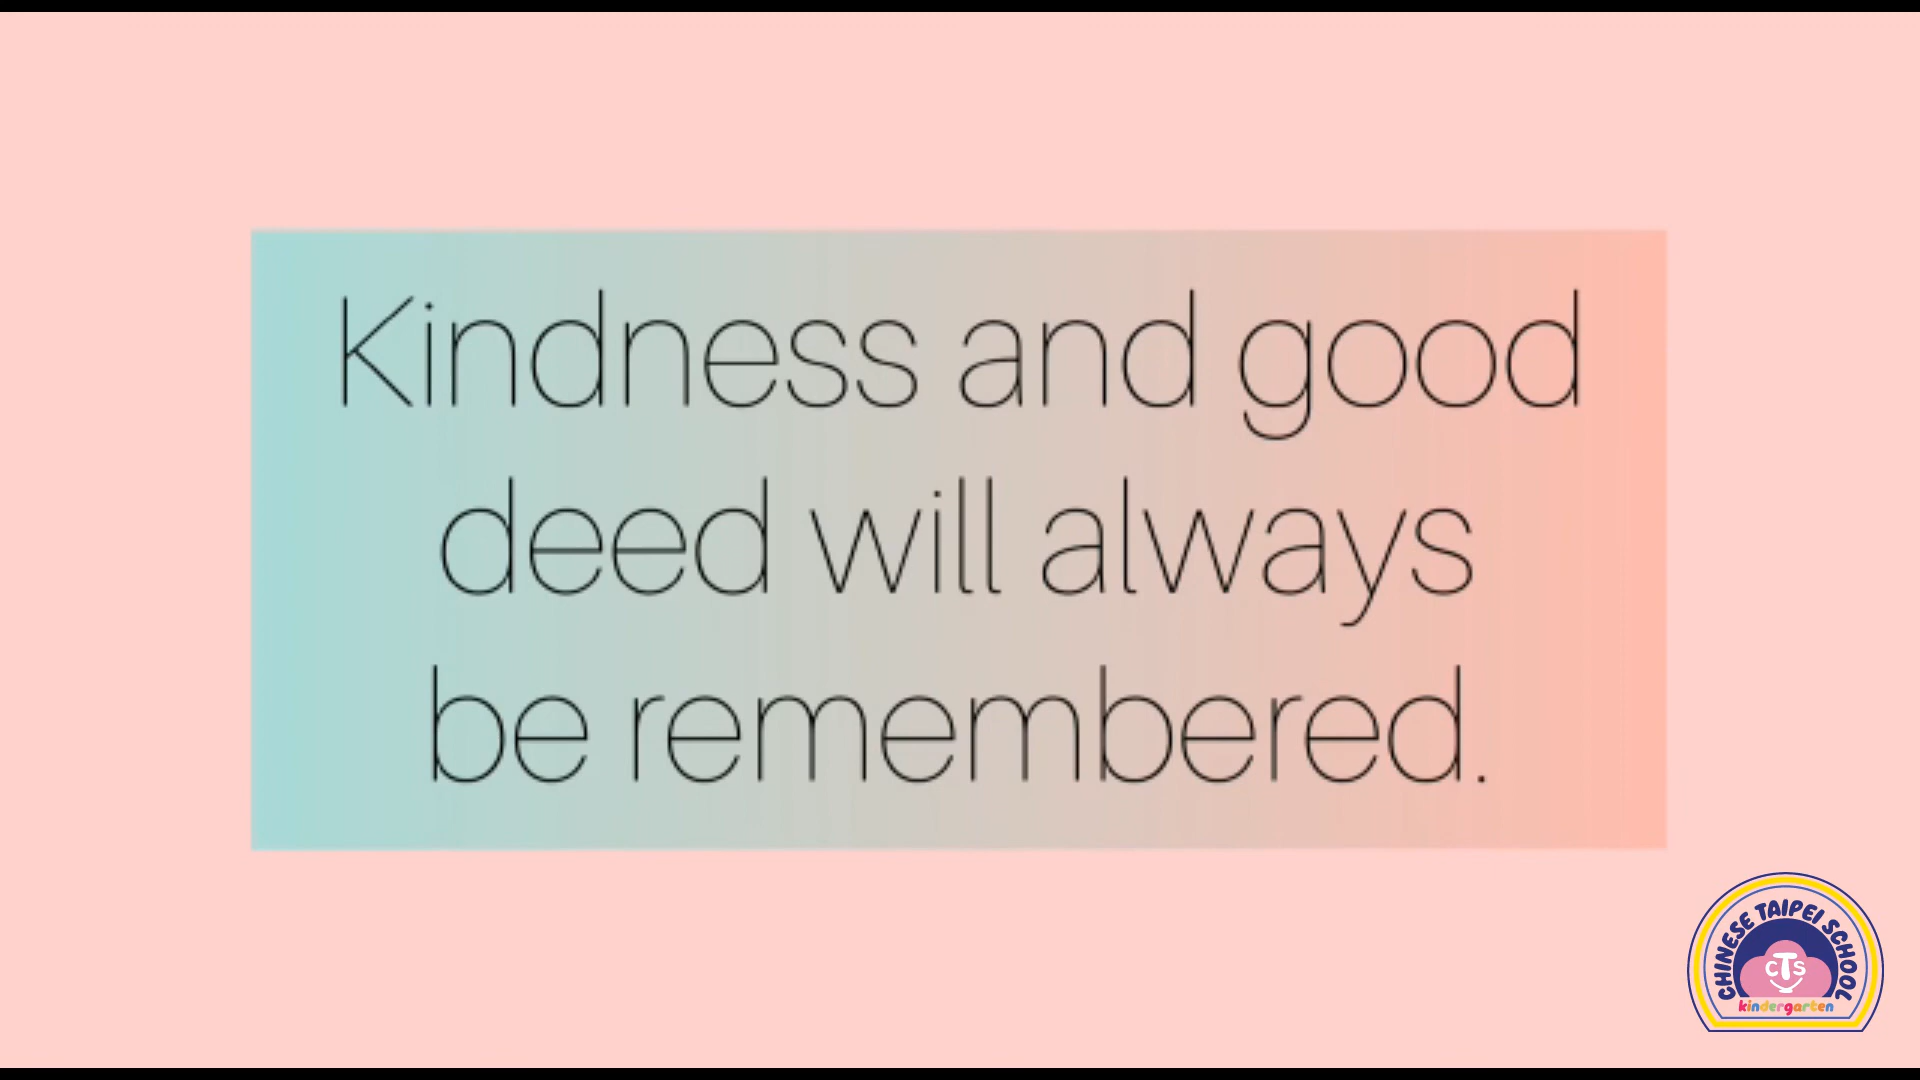 Kindness and good
deed will always
be remembered.
CHINESE TAIPEI SCHOOL
CTS
kindergarten